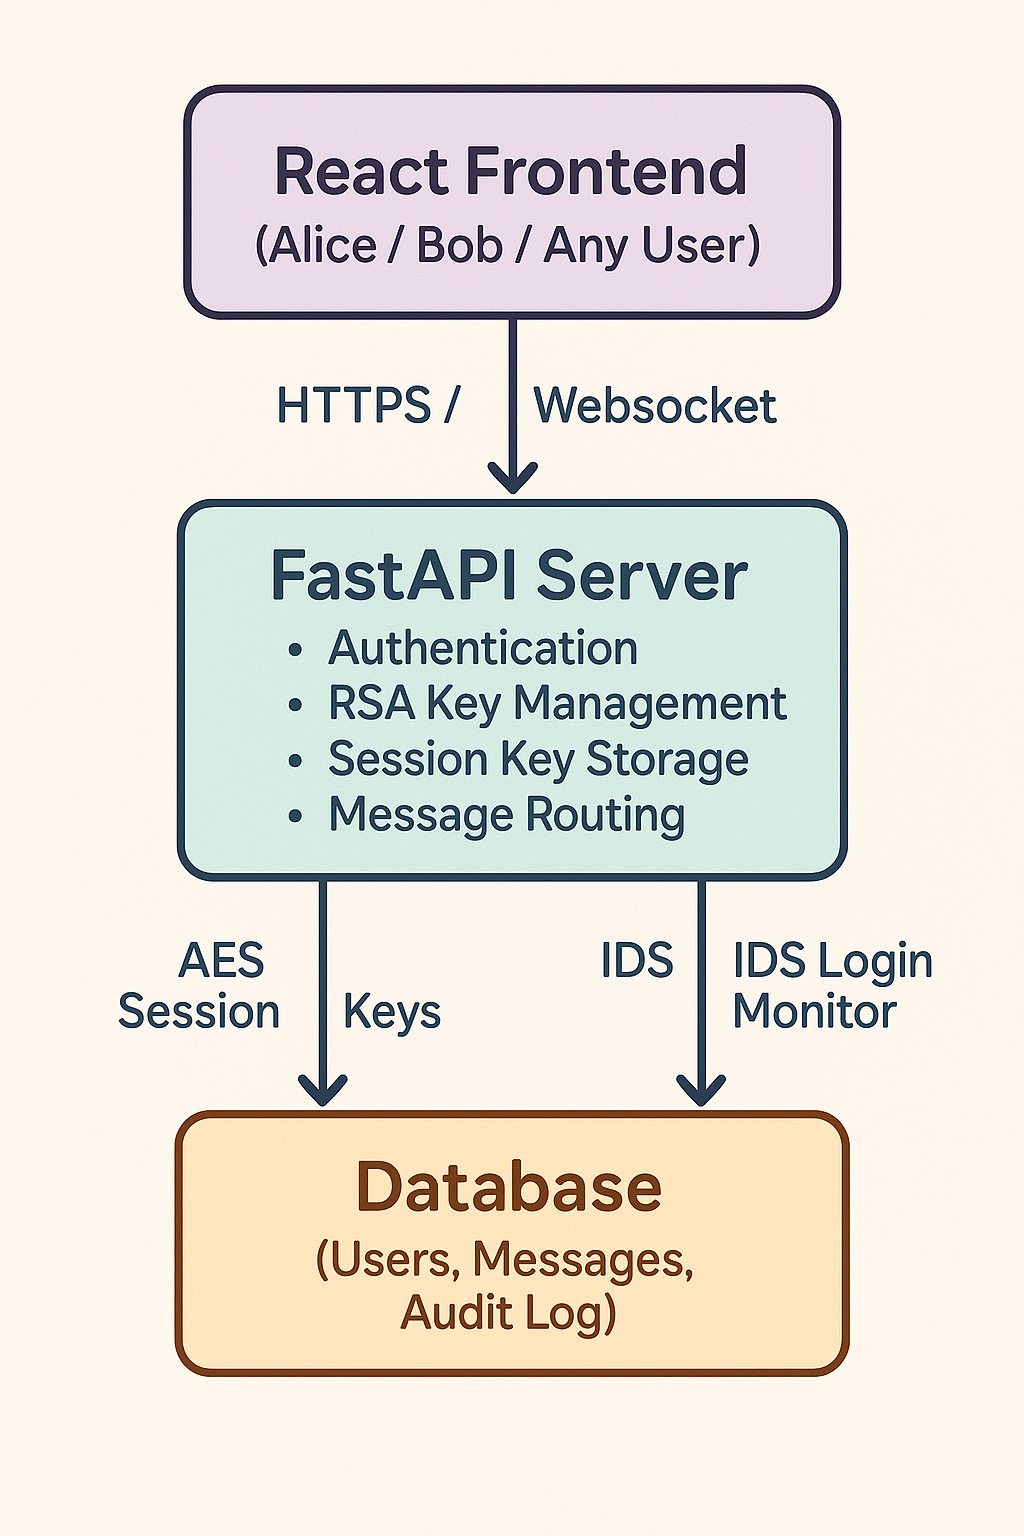 React Frontend
(Alice / Bob / Any User)
HTTPS / Websocket
FastAPI Server
• Authentication
• RSA Key Management
• Session Key Storage
• Message Routing
AES
Session Keys
IDS
IDS Login
Monitor
Database
(Users, Messages,
Audit Log)